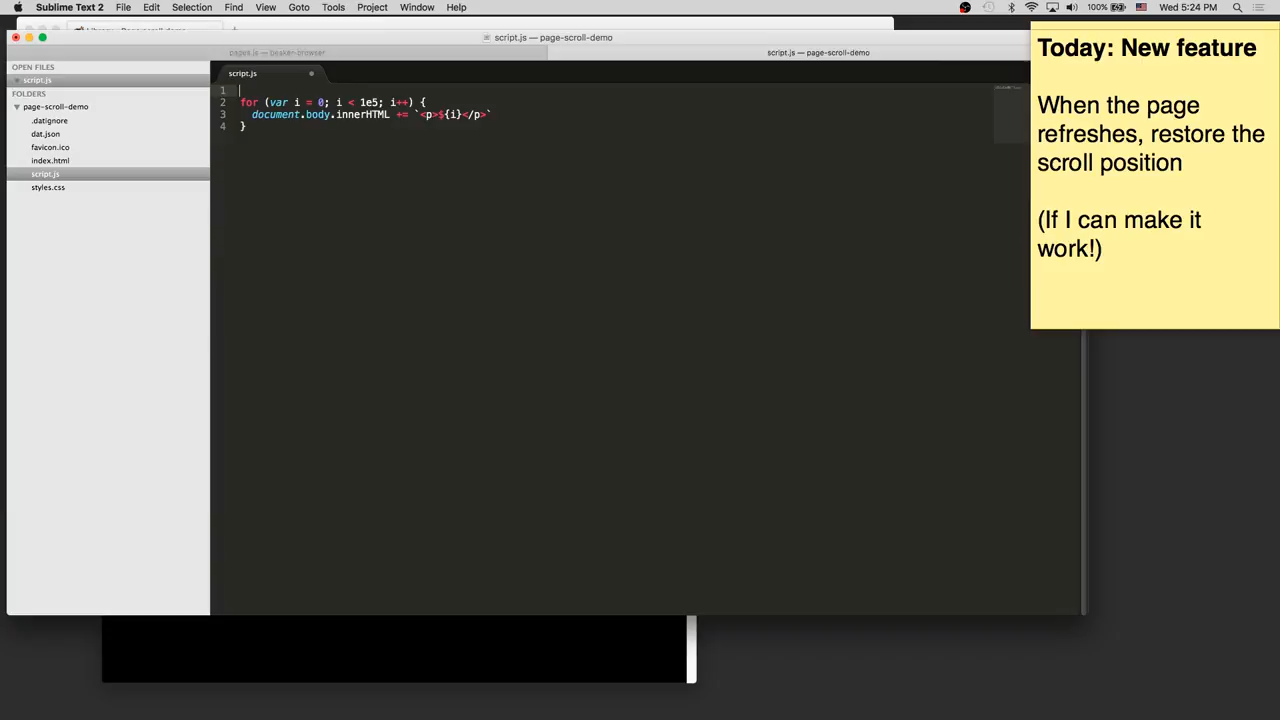 Sublime Text 2 File Edit Selection Find View Goto Tools Project Window Help 100% Wed 5:24 PM
script.js — page-scroll-demo
pages.js — beaker-browser script.js — page-scroll-demo
OPEN FILES
script.js
FOLDERS
page-scroll-demo
.datignore
dat.json
favicon.ico
index.html
script.js
styles.css
script.js
1
2 for (var i = 0; i < 1e5; i++) {
3 document.body.innerHTML += `<p>${i}</p>`
4 }
Today: New feature
When the page
refreshes, restore the
scroll position
(If I can make it
work!)